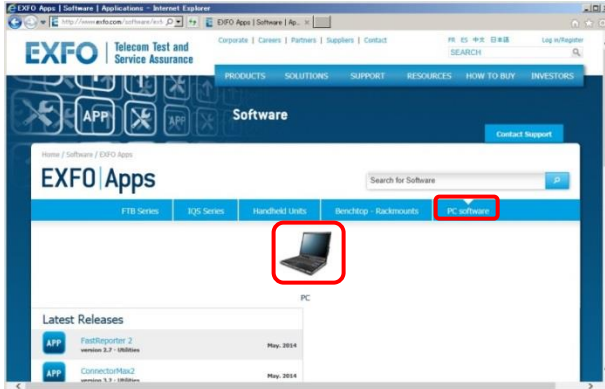 EXFO Apps | Software | Applications - Internet Explorer
http://www.exfo.com/software/exfo
EXFO Apps | Software | Ap...
EXFO | Telecom Test and
Service Assurance
Corporate | Careers | Partners | Suppliers | Contact
FR ES 中文 日本語
Log in/Register
SEARCH
PRODUCTS SOLUTIONS SUPPORT RESOURCES HOW TO BUY INVESTORS
APP
APP
Software
Contact Support
Home / Software / EXFO Apps
EXFO Apps
Search for Software
FTB Series IQS Series Handheld Units Benchtop - Rackmounts PC software
PC
Latest Releases
APP
FastReporter 2
version 2.7 - Utilities
May. 2014
APP
ConnectorMax2
May. 2014